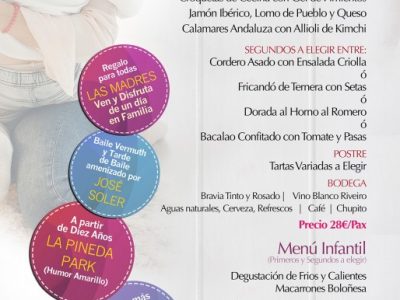 Jamón Ibérico, Lomo de Pueblo y Queso
Calamares Andaluza con Allioli de Kimchi
SEGUNDOS A ELEGIR ENTRE:
Cordero Asado con Ensalada Criolla
ó
Fricandó de Ternera con Setas
ó
Dorada al Horno al Romero
ó
Bacalao Confitado con Tomate y Pasas
POSTRE
Tartas Variadas a Elegir
BODEGA
Bravia Tinto y Rosado | Vino Blanco Riveiro
Aguas naturales, Cerveza, Refrescos | Café | Chupito
Precio 28€/Pax
Menú Infantil
(Primeros y Segundos a elegir)
Degustación de Frios y Calientes
Macarrones Boloñesa
Regalo
para todas
LAS MADRES
Ven y Disfruta
de un día
en Familia
Baile Vermuth
y Tarde
de Baile
amenizado por
JOSÉ
SOLER
A partir
de Diez Años
LA PINEDA
PARK
(Humor Amarillo)